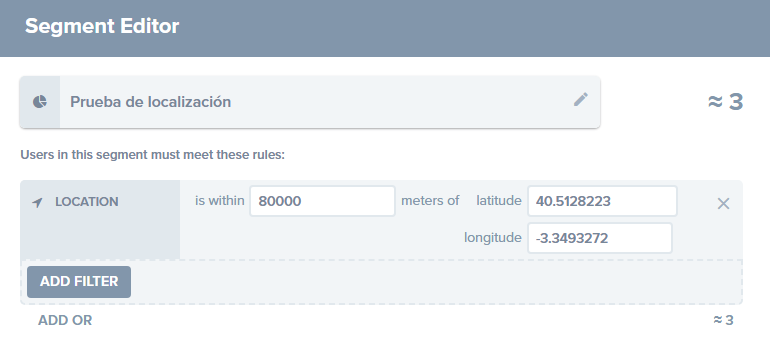 Segment Editor
Prueba de localización
≈ 3
Users in this segment must meet these rules:
LOCATION is within 80000 meters of latitude 40.5128223
longitude -3.3493272
ADD FILTER
ADD OR ≈ 3